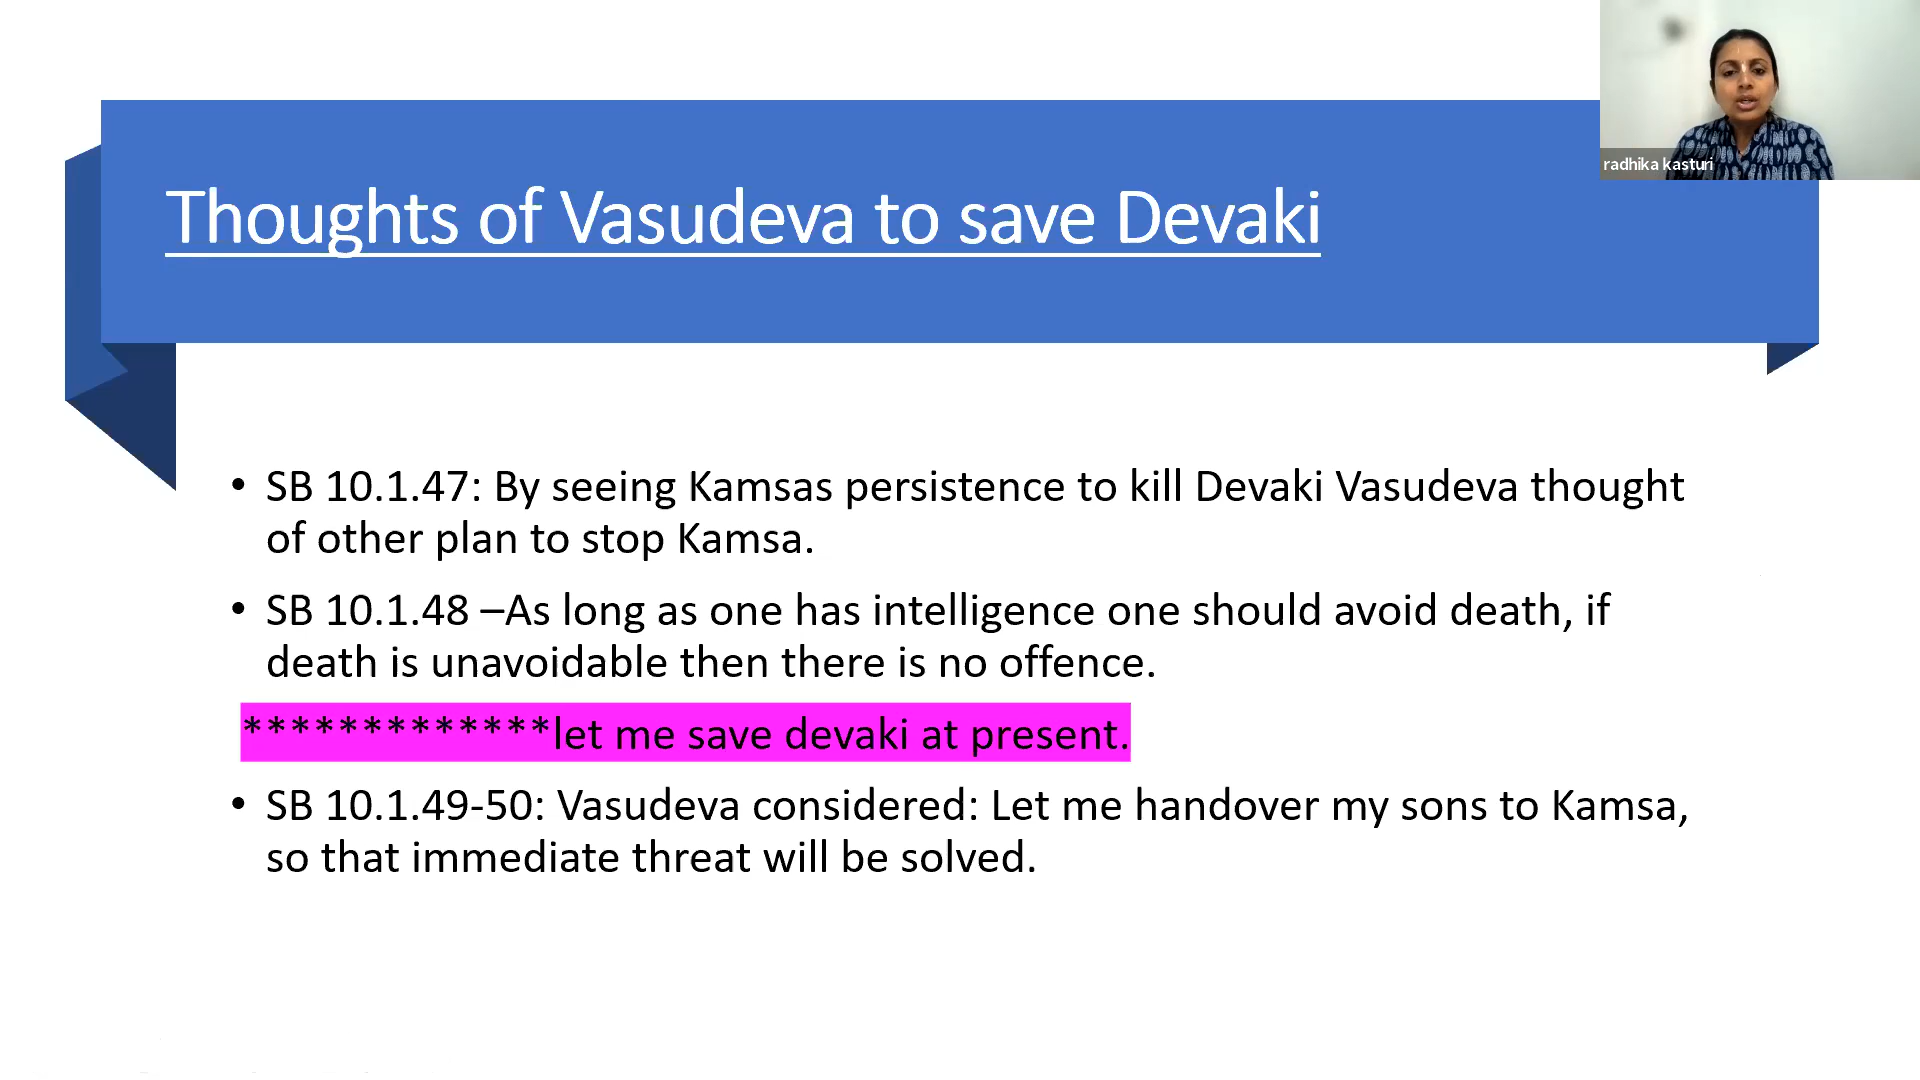 radhika kasturi
Thoughts of Vasudeva to save Devaki
• SB 10.1.47: By seeing Kamsas persistence to kill Devaki Vasudeva thought
of other plan to stop Kamsa.
• SB 10.1.48 –As long as one has intelligence one should avoid death, if
death is unavoidable then there is no offence.
*************let me save devaki at present.
• SB 10.1.49-50: Vasudeva considered: Let me handover my sons to Kamsa,
so that immediate threat will be solved.